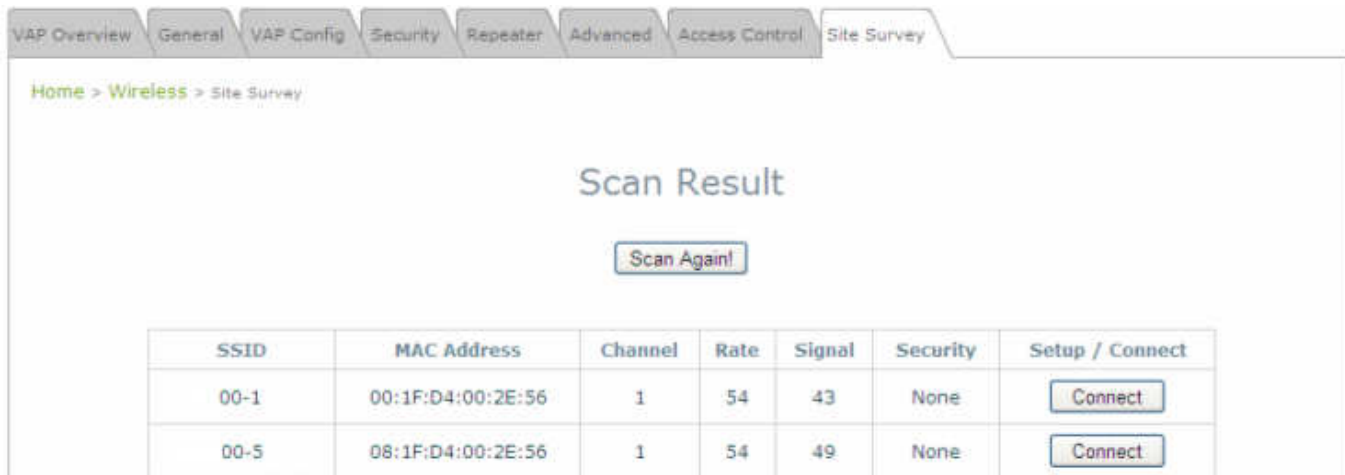 VAP Overview General VAP Config Security Repeater Advanced Access Control Site Survey
Home > Wireless > Site Survey
Scan Result
Scan Again!
SSID MAC Address Channel Rate Signal Security Setup / Connect
00-1 00:1F:D4:00:2E:56 1 54 43 None Connect
00-5 08:1F:D4:00:2E:56 1 54 49 None Connect